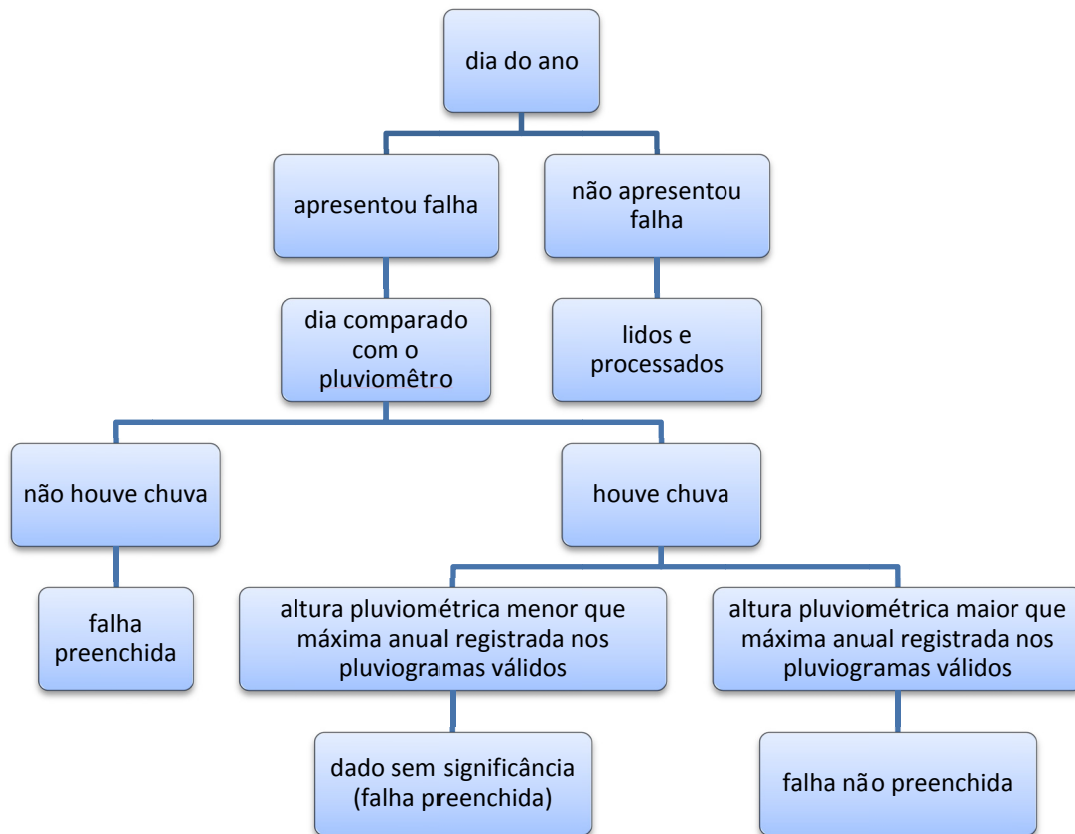 dia do ano
apresentou falha
não apresentou
falha
dia comparado
com o
pluviomêtro
lidos e
processados
não houve chuva
houve chuva
falha
preenchida
altura pluviométrica menor que
máxima anual registrada nos
pluviogramas válidos
altura pluviométrica maior que
máxima anual registrada nos
pluviogramas válidos
dado sem significância
(falha preenchida)
falha não preenchida